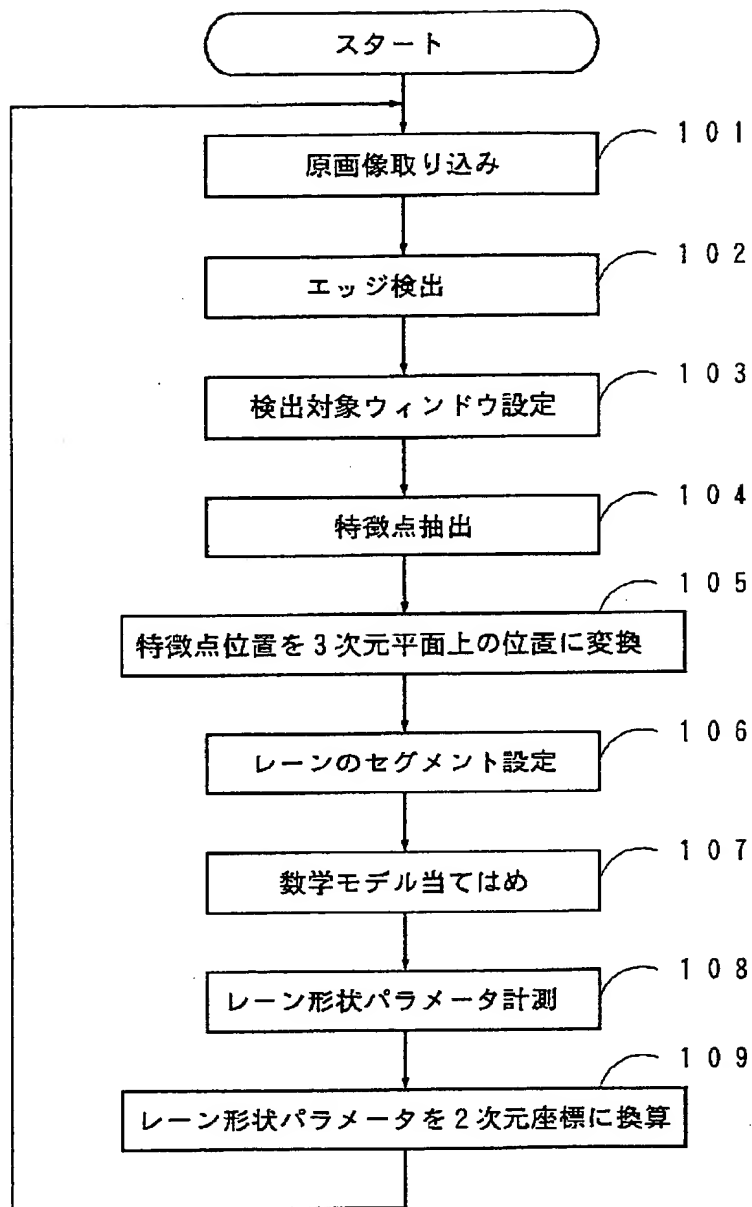 スタート
101
原画像取り込み
102
エッジ検出
103
検出対象ウィンドウ設定
104
特徴点抽出
105
特徴点位置を3次元平面上の位置に変換
106
レーンのセグメント設定
107
数学モデル当てはめ
108
レーン形状パラメータ計測
109
レーン形状パラメータを2次元座標に換算